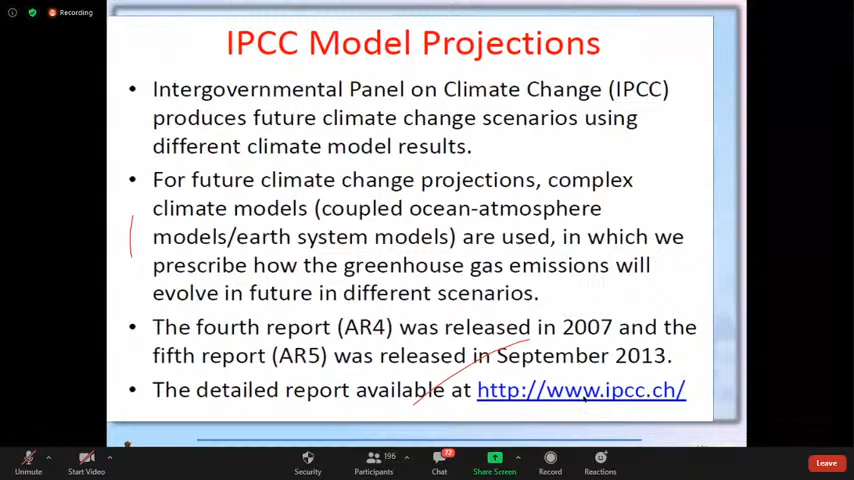 Recording
IPCC Model Projections
• Intergovernmental Panel on Climate Change (IPCC)
produces future climate change scenarios using
different climate model results.
• For future climate change projections, complex
climate models (coupled ocean-atmosphere
models/earth system models) are used, in which we
prescribe how the greenhouse gas emissions will
evolve in future in different scenarios.
• The fourth report (AR4) was released in 2007 and the
fifth report (AR5) was released in September 2013.
• The detailed report available at http://www.ipcc.ch/
196
72
Unmute
Start Video
Security
Participants
Chat
Share Screen
Record
Reactions
Leave